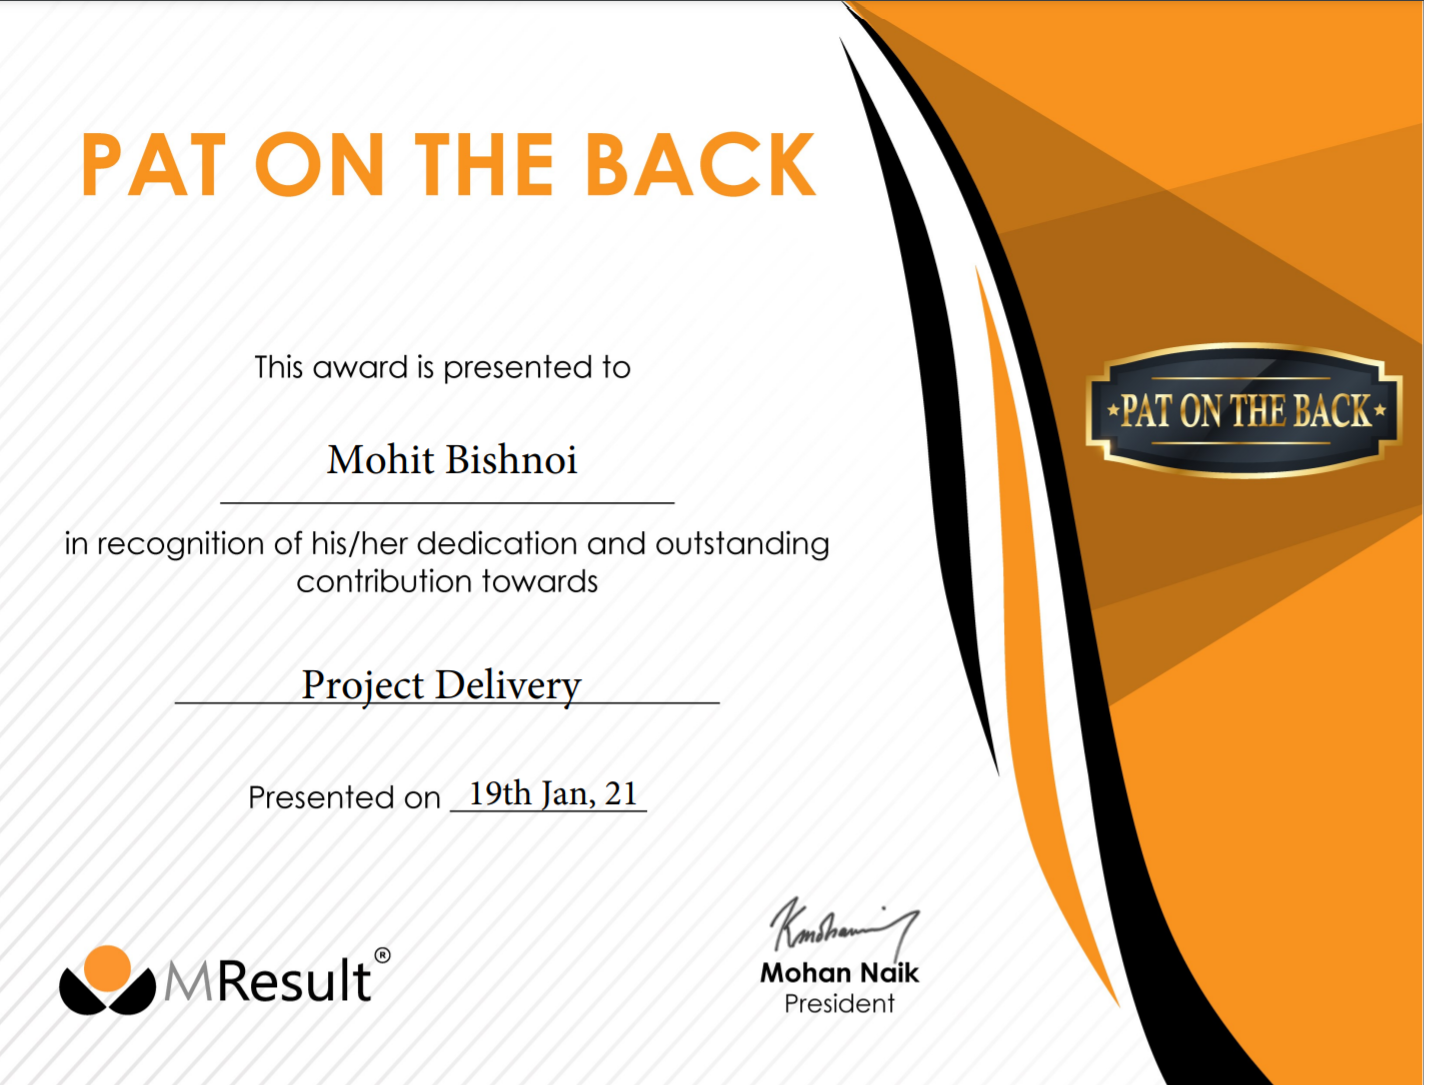 PAT ON THE BACK
This award is presented to
Mohit Bishnoi
in recognition of his/her dedication and outstanding
contribution towards
Project Delivery
Presented on 19th Jan, 21
★PAT ON THE BACK★
MResult®
Mohan Naik
President